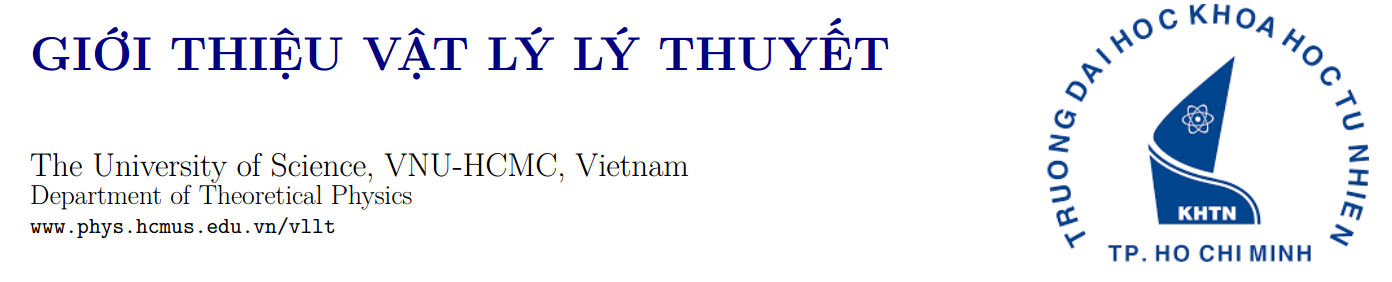 GIỚI THIỆU VẬT LÝ LÝ THUYẾT
The University of Science, VNU-HCMC, Vietnam
Department of Theoretical Physics
www.phys.hcmus.edu.vn/vllt
TRUONG DAI HOC KHOA HOC TU NHIEN
KHTN
TP. HO CHI MINH